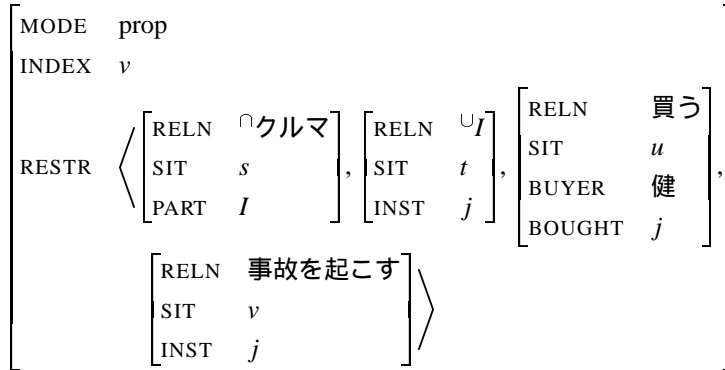 MODE prop
INDEX v
RESTR ⟨[RELN ∩クルマ SIT s PART I], [RELN ∪I SIT t INST j], [RELN 買う SIT u BUYER 健 BOUGHT j],
[RELN 事故を起こす SIT v INST j]⟩